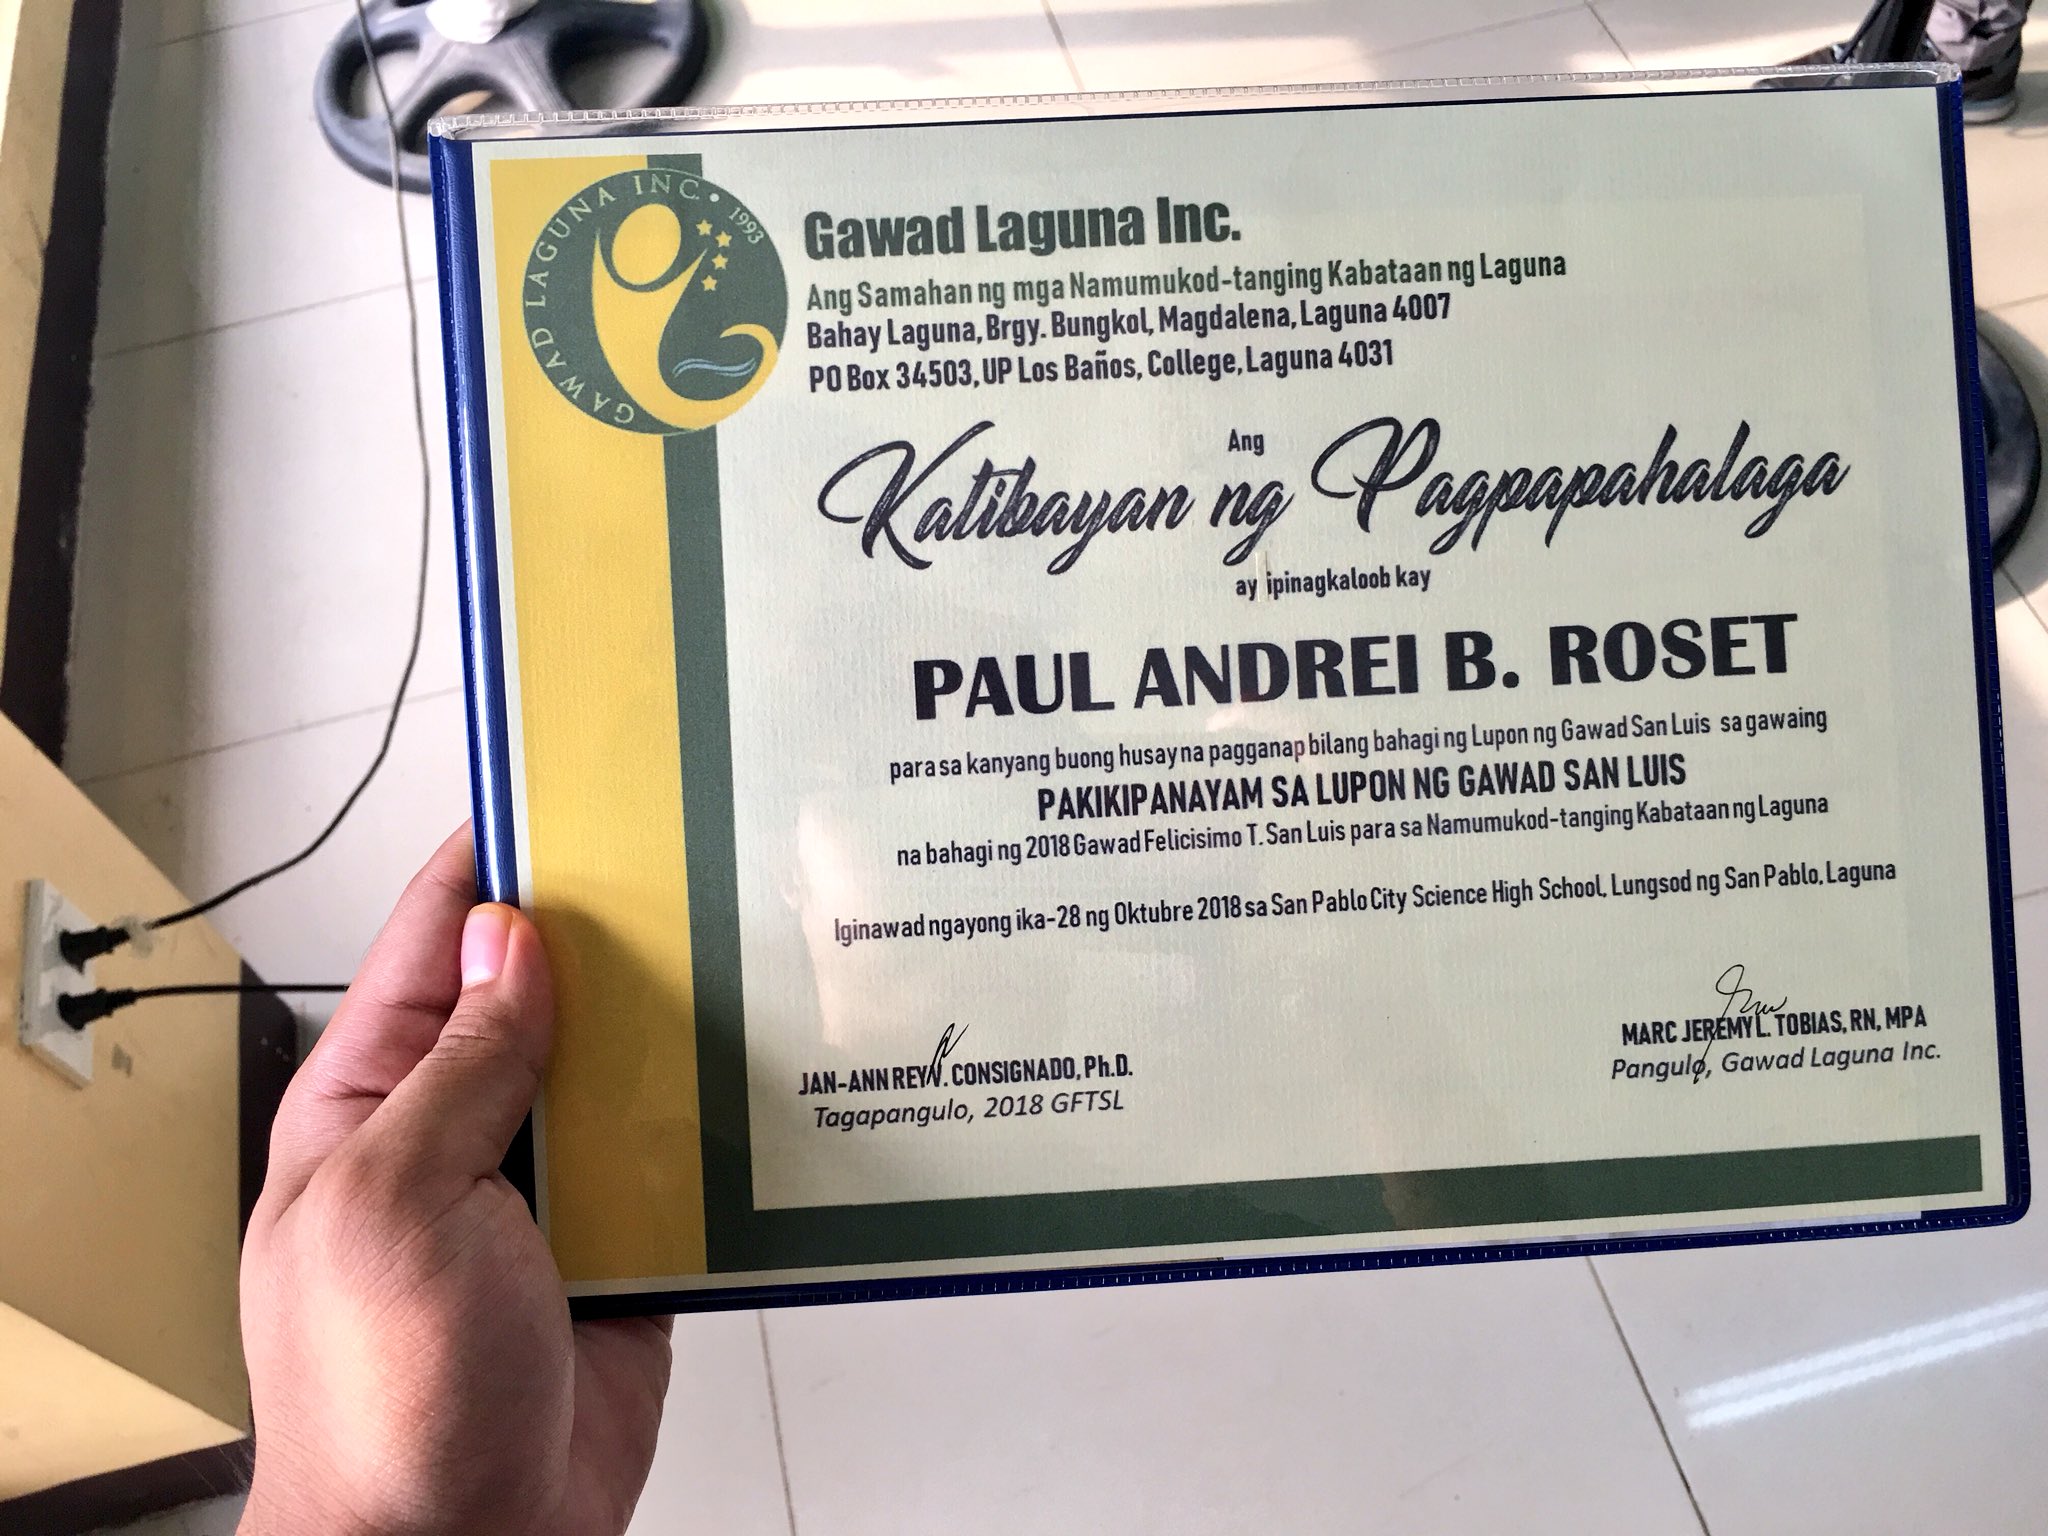 GAWAD LAGUNA INC. • 1993
Gawad Laguna Inc.
Ang Samahan ng mga Namumukod-tanging Kabataan ng Laguna
Bahay Laguna, Brgy. Bungkol, Magdalena, Laguna 4007
PO Box 34503, UP Los Baños, College, Laguna 4031
Ang
Katibayan ng Pagpapahalaga
ay ipinagkaloob kay
PAUL ANDREI B. ROSET
para sa kanyang buong husay na pagganap bilang bahagi ng Lupon ng Gawad San Luis sa gawaing
PAKIKIPANAYAM SA LUPON NG GAWAD SAN LUIS
na bahagi ng 2018 Gawad Felicisimo T. San Luis para sa Namumukod-tanging Kabataan ng Laguna
Iginawad ngayong ika-28 ng Oktubre 2018 sa San Pablo City Science High School, Lungsod ng San Pablo, Laguna
JAN-ANN REY V. CONSIGNADO, Ph.D.
Tagapangulo, 2018 GFTSL
MARC JEREMY L. TOBIAS, RN, MPA
Pangulo, Gawad Laguna Inc.